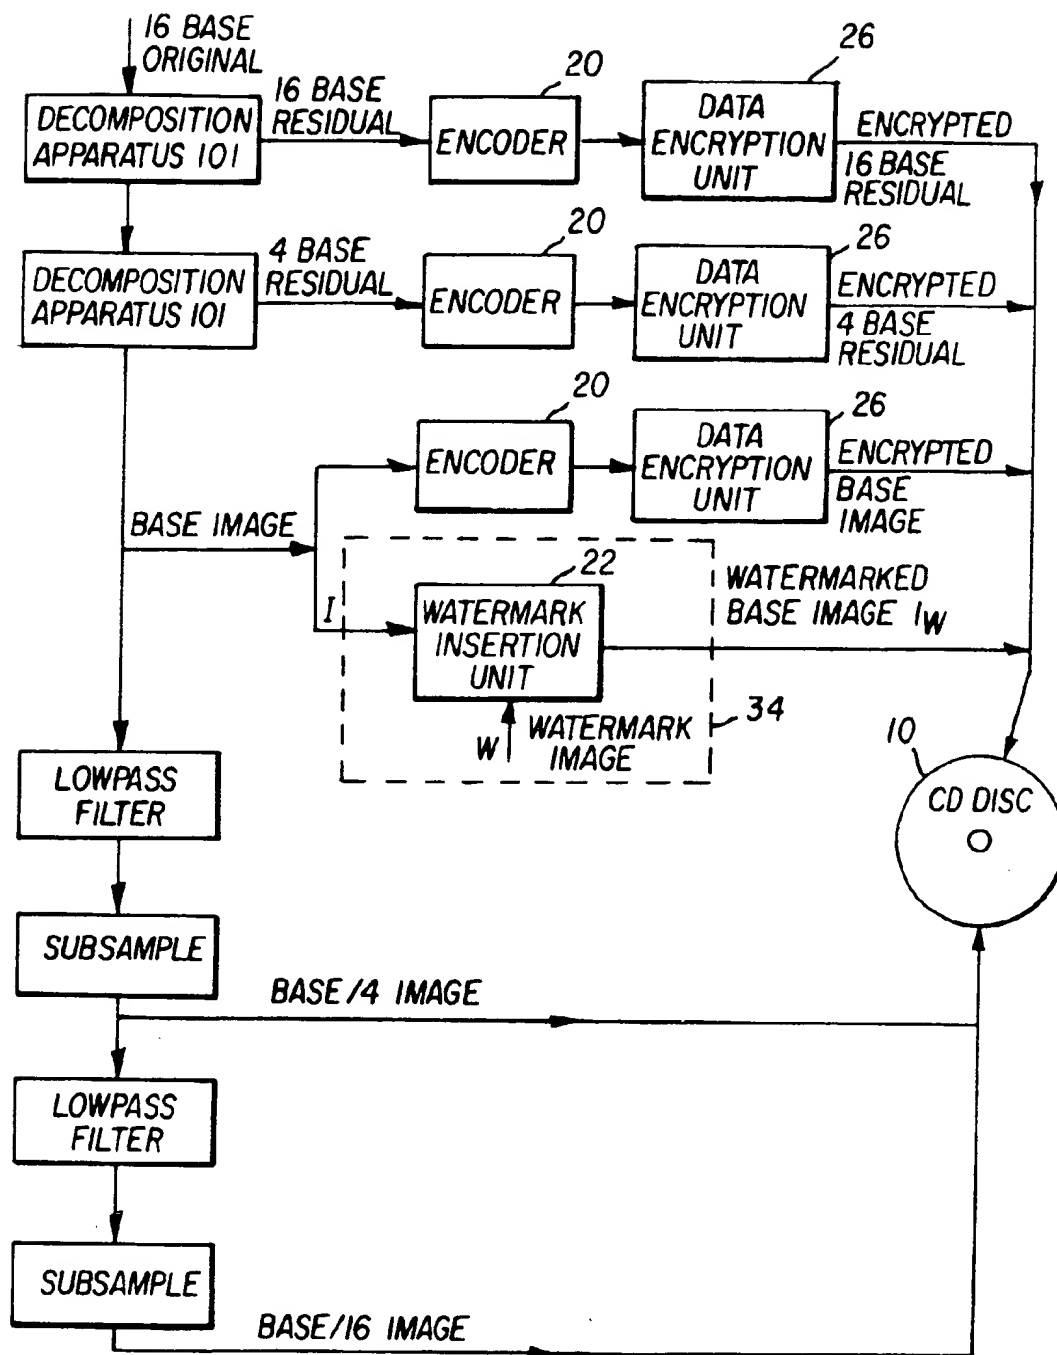 16 BASE
ORIGINAL
DECOMPOSITION
APPARATUS 101
16 BASE
RESIDUAL
20
ENCODER
26
DATA
ENCRYPTION
UNIT
ENCRYPTED
16 BASE
RESIDUAL
DECOMPOSITION
APPARATUS 101
4 BASE
RESIDUAL
20
ENCODER
26
DATA
ENCRYPTION
UNIT
ENCRYPTED
4 BASE
RESIDUAL
20
ENCODER
26
DATA
ENCRYPTION
UNIT
ENCRYPTED
BASE
IMAGE
BASE IMAGE
I
22
WATERMARK
INSERTION
UNIT
WATERMARKED
BASE IMAGE IW
W
WATERMARK
IMAGE
34
10
CD DISC
LOWPASS
FILTER
SUBSAMPLE
BASE/4 IMAGE
LOWPASS
FILTER
SUBSAMPLE
BASE/16 IMAGE